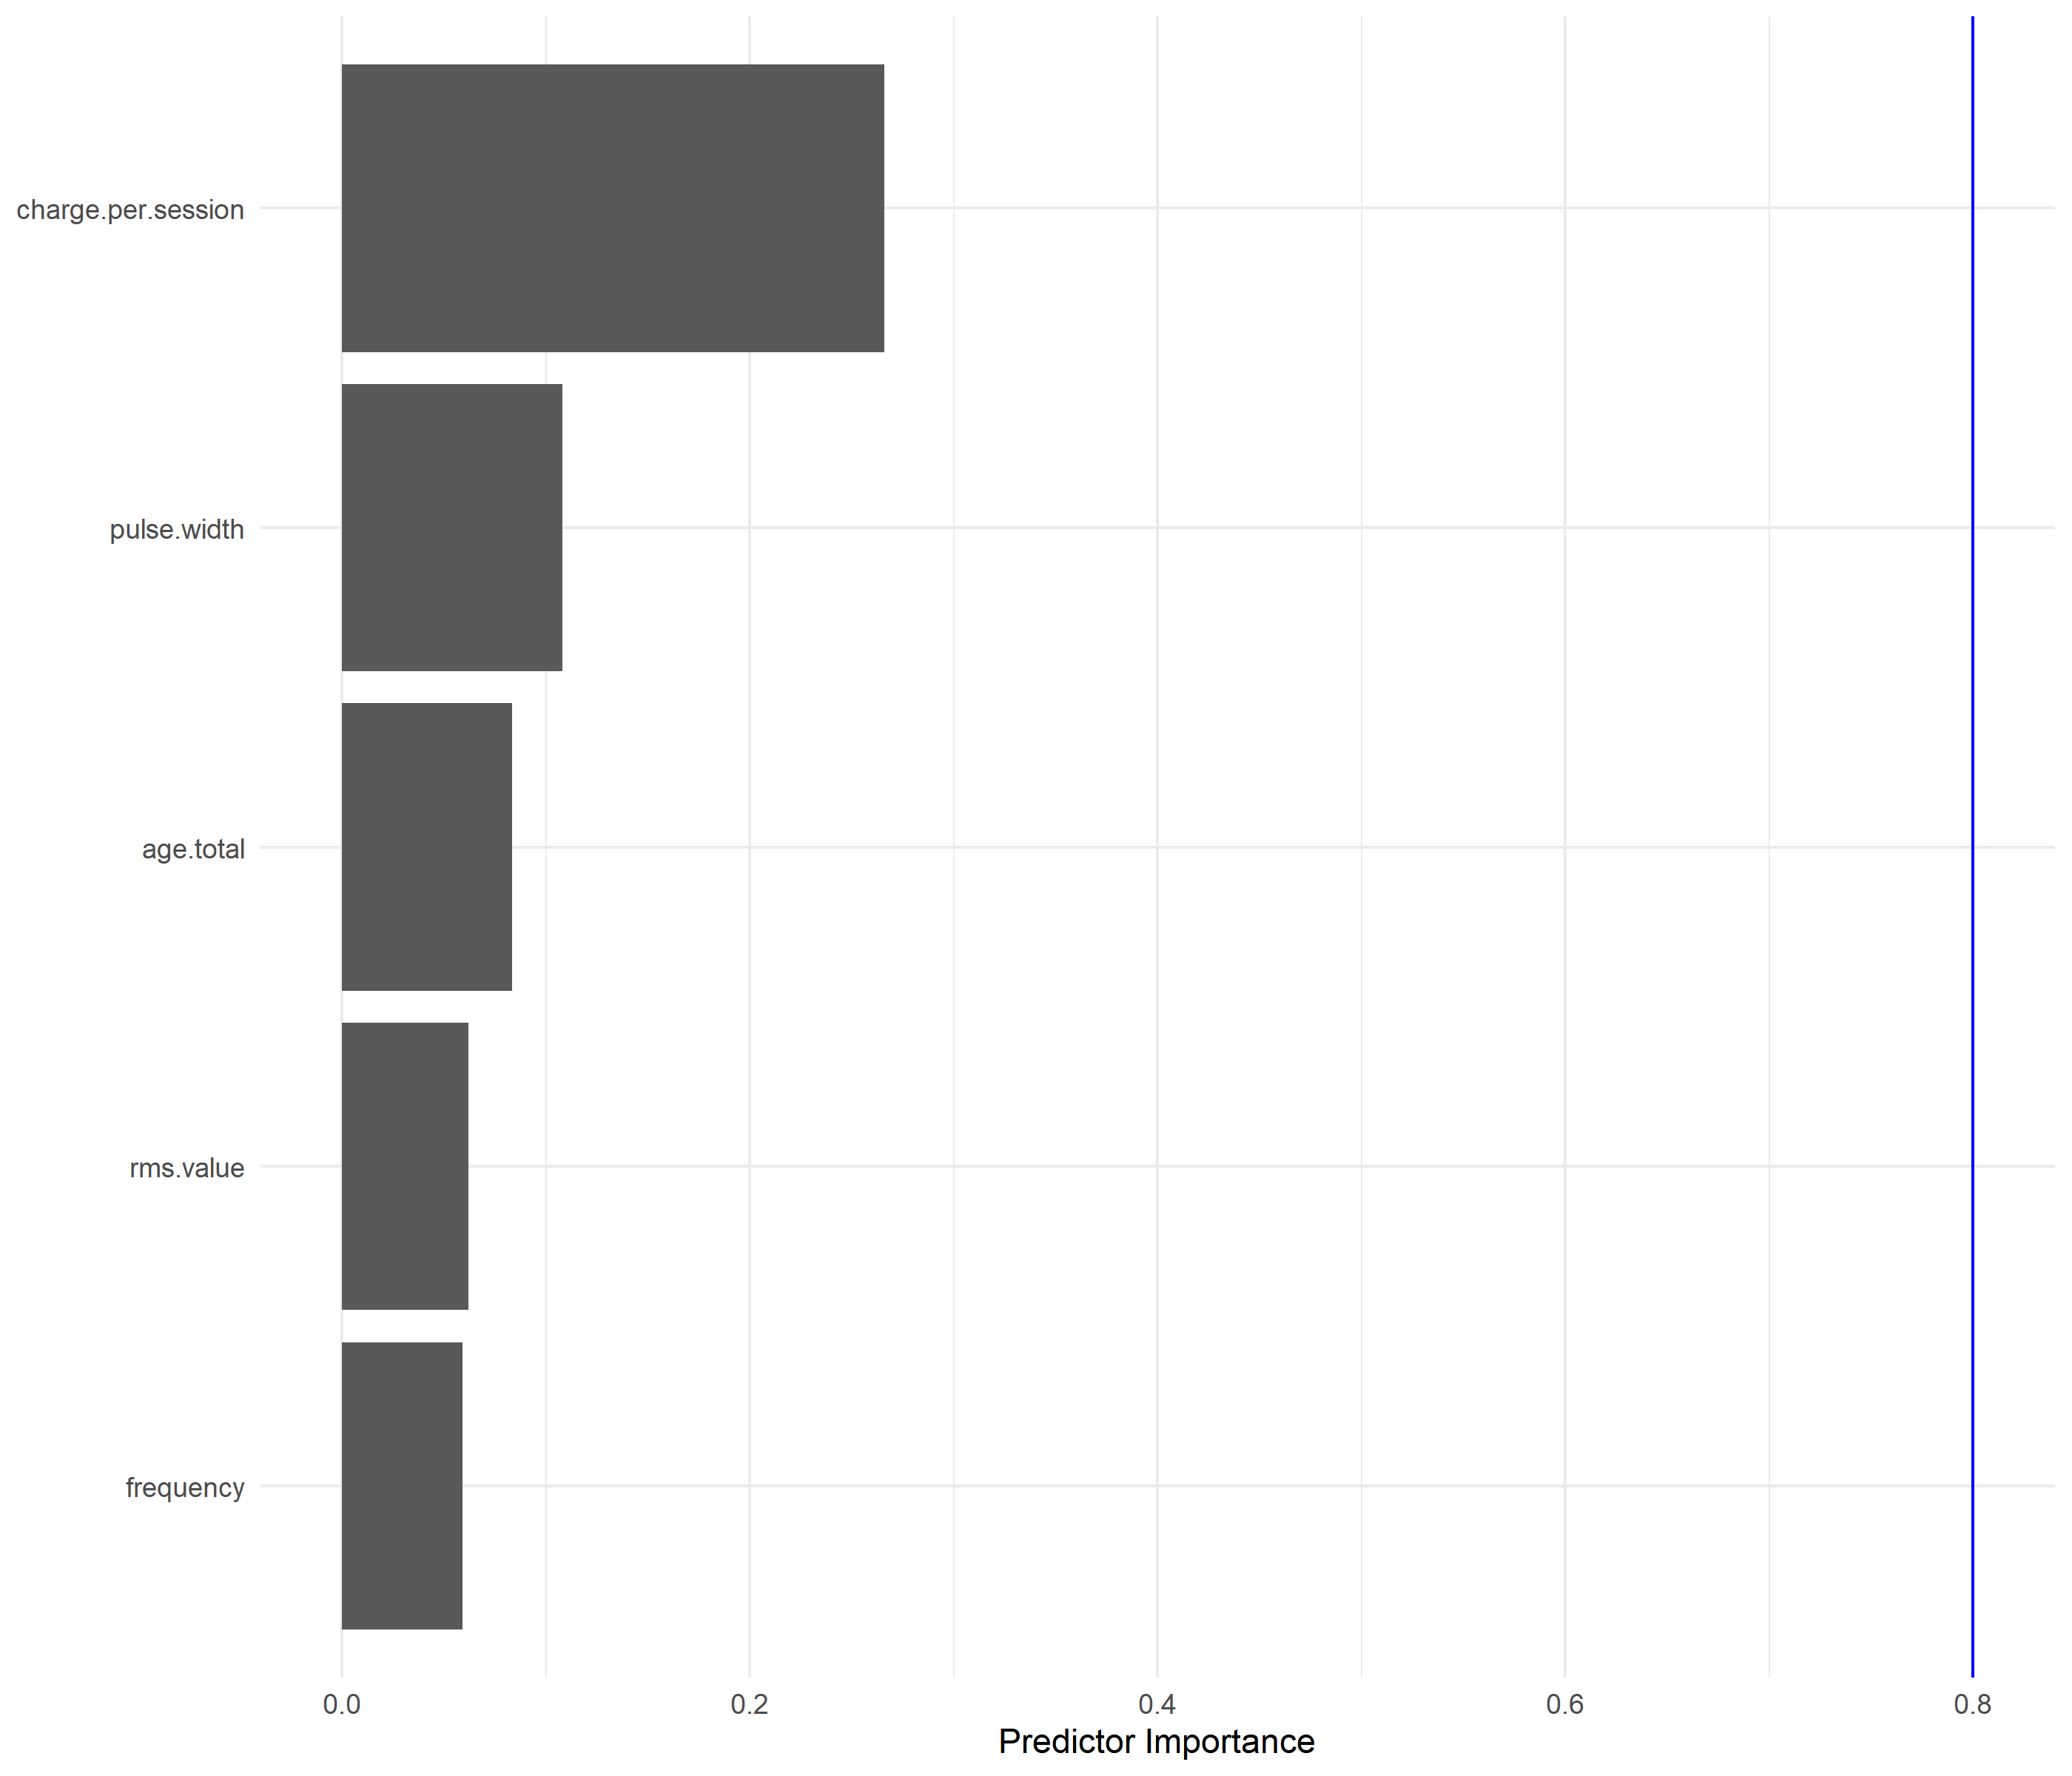 charge.per.session
pulse.width
age.total
rms.value
frequency
0.0 0.2 0.4 0.6 0.8
Predictor Importance